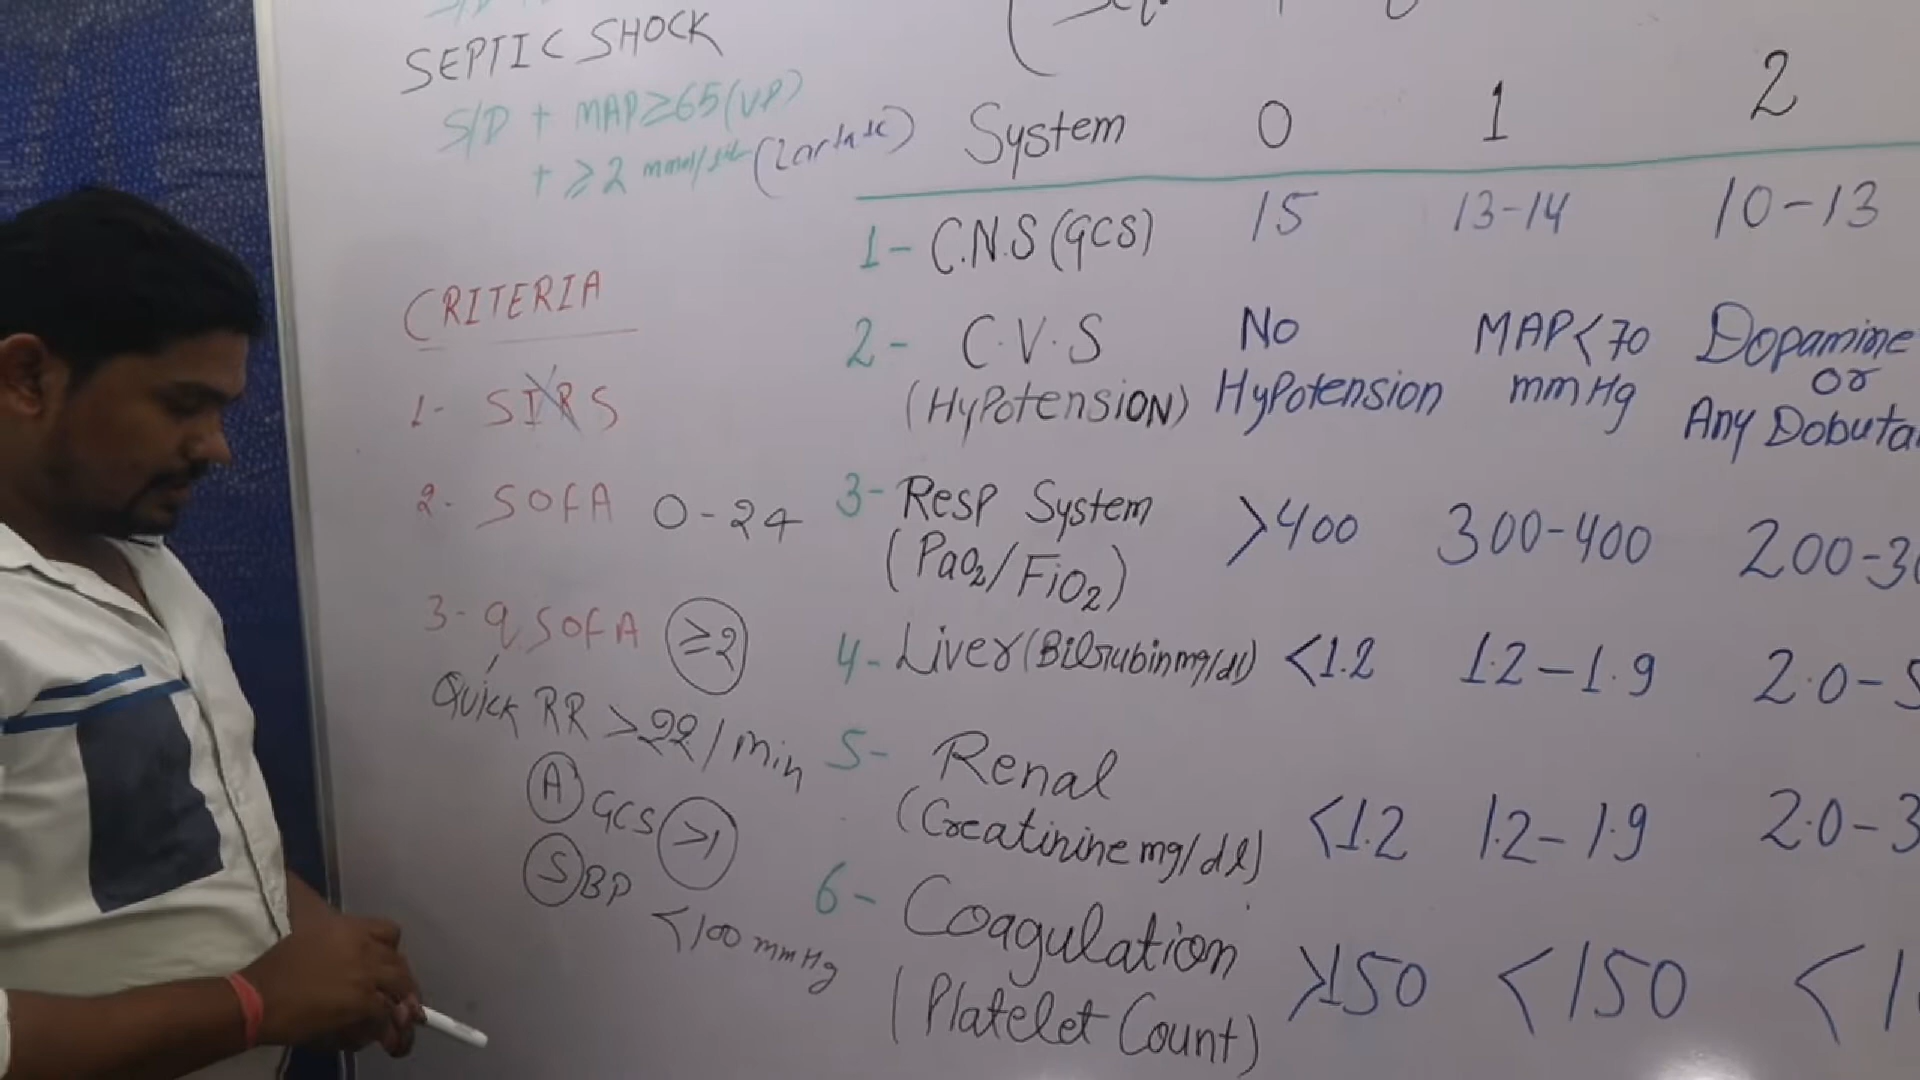 SEPTIC SHOCK
S/D + MAP≥65(VP)
+ ≥2 mmol/
CRITERIA
1- SIRS
2- SOFA 0-24
3- qSOFA ≥2
Quick RR >22/min
A GCS >1
SBP
<100 mmHg
System 0 1 2
1- C.N.S (GCS) 15 13-14 10-13
2- C.V.S No MAP<70 Dopamine
(HyPotension) HyPotension mmHg or
Any Dobuta
3- Resp System >400 300-400 200-30
(PaO2/FiO2)
4- Liver (Bilirubin mg/dl) <1.2 1.2-1.9 2.0-5
5- Renal
(Creatinine mg/dl) <1.2 1.2-1.9 2.0-3
6- Coagulation >150 <150 <1
(Platelet Count)